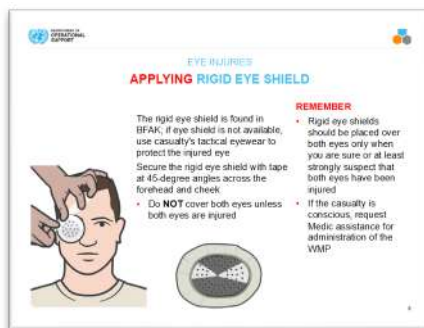 OPERATIONAL
SUPPORT
EYE INJURIES
APPLYING RIGID EYE SHIELD
The rigid eye shield is found in
BFAK; if eye shield is not available,
use casualty's tactical eyewear to
protect the injured eye
Secure the rigid eye shield with tape
at 45-degree angles across the
forehead and cheek
• Do NOT cover both eyes unless
both eyes are injured
REMEMBER
• Rigid eye shields
should be placed over
both eyes only when
you are sure or at least
strongly suspect that
both eyes have been
injured
• If the casualty is
conscious, request
Medic assistance for
administration of the
WMP